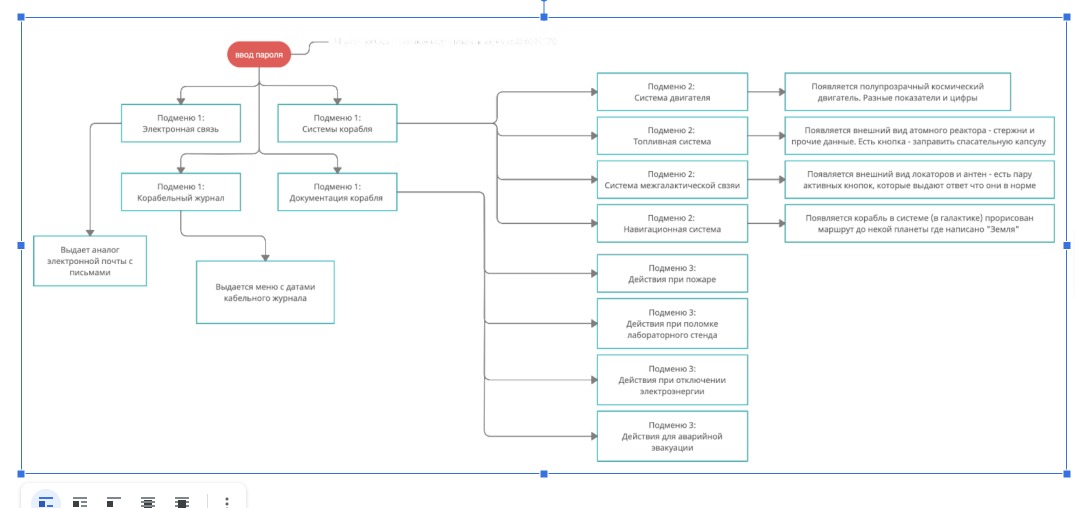 ввод пароля
Подменю 1:
Электронная связь
Подменю 1:
Системы корабля
Подменю 1:
Корабельный журнал
Подменю 1:
Документация корабля
Выдает аналог
электронной почты с
письмами
Выдается меню с датами
кабельного журнала
Подменю 2:
Система двигателя
Появляется полупрозрачный космический
двигатель. Разные показатели и цифры
Подменю 2:
Топливная система
Появляется внешний вид атомного реактора - стержни и
прочие данные. Есть кнопка - заправить спасательную капсулу
Подменю 2:
Система межгалактической свзяи
Появляется внешний вид локаторов и антен - есть пару
активных кнопок, которые выдают ответ что они в норме
Подменю 2:
Навигационная система
Появляется корабль в системе (в галактике) прорисован
маршрут до некой планеты где написано "Земля"
Подменю 3:
Действия при пожаре
Подменю 3:
Действия при поломке
лабораторного стенда
Подменю 3:
Действия при отключении
электроэнергии
Подменю 3:
Действия для аварийной
эвакуации